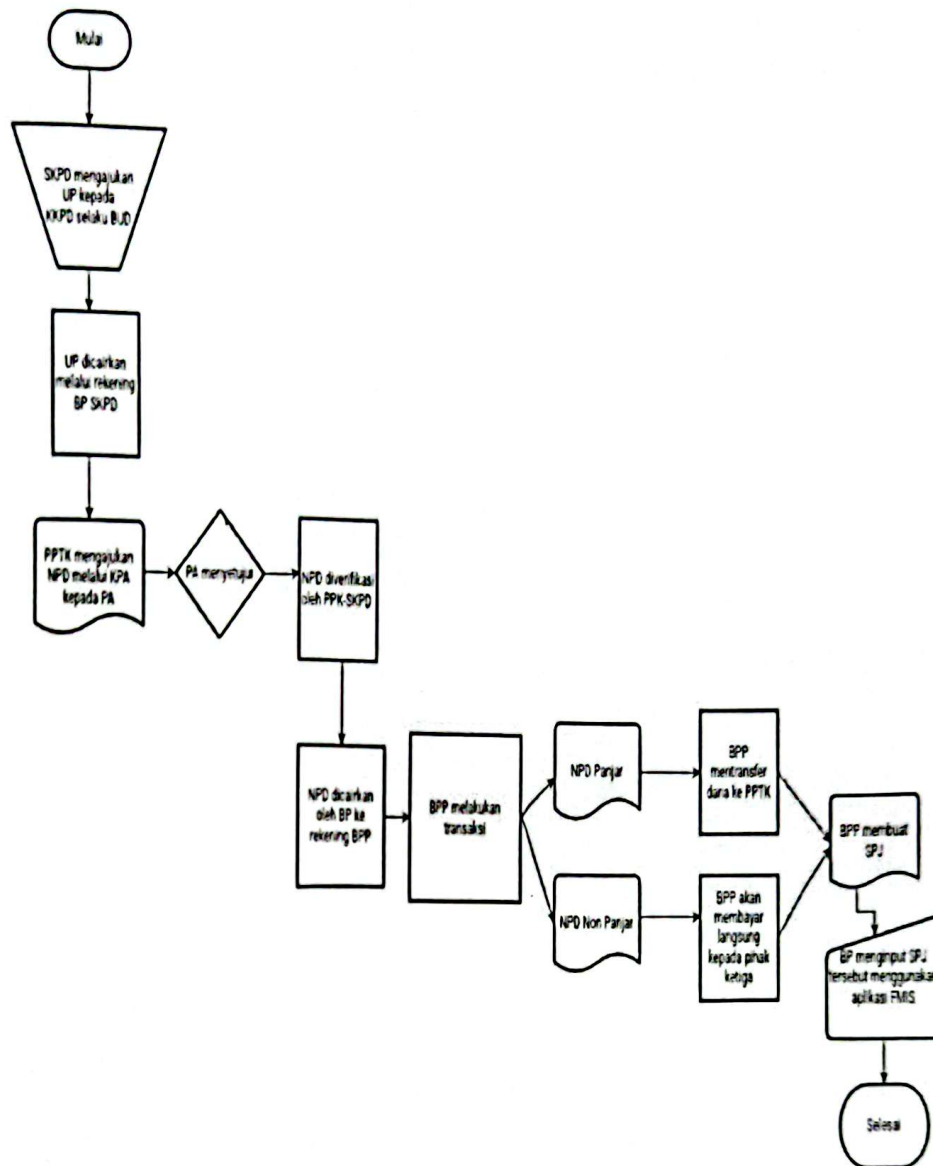 Mulai
SKPD mengajukan
UP kepada
KKPD selaku BUD
UP dicairkan
melalui rekening
BP SKPD
PPTK mengajukan
NPD melalui KPA
kepada PA
PA menyetujui
NPD diverifikasi
oleh PPK-SKPD
NPD dicairkan
oleh BP ke
rekening BPP
BPP melakukan
transaksi
NPD Panjar
BPP
mentransfer
dana ke PPTK
NPD Non Panjar
BPP akan
membayar
langsung
kepada pihak
ketiga
BPP membuat
SPJ
BP menginput SPJ
tersebut menggunakan
aplikasi FMIS
Selesai